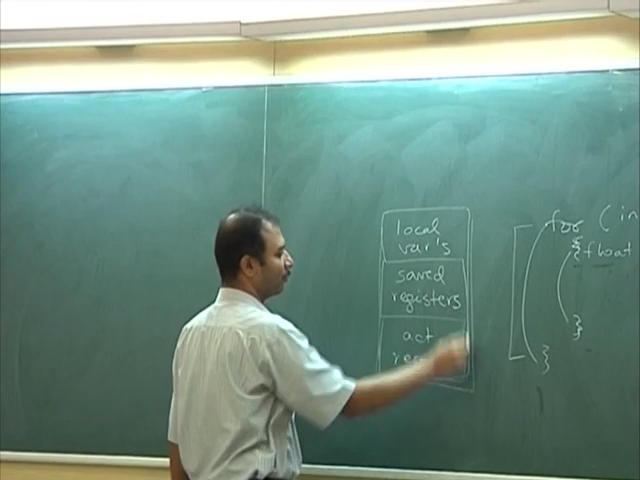 local
var's
saved
registers
act
for (in
{float
}
}